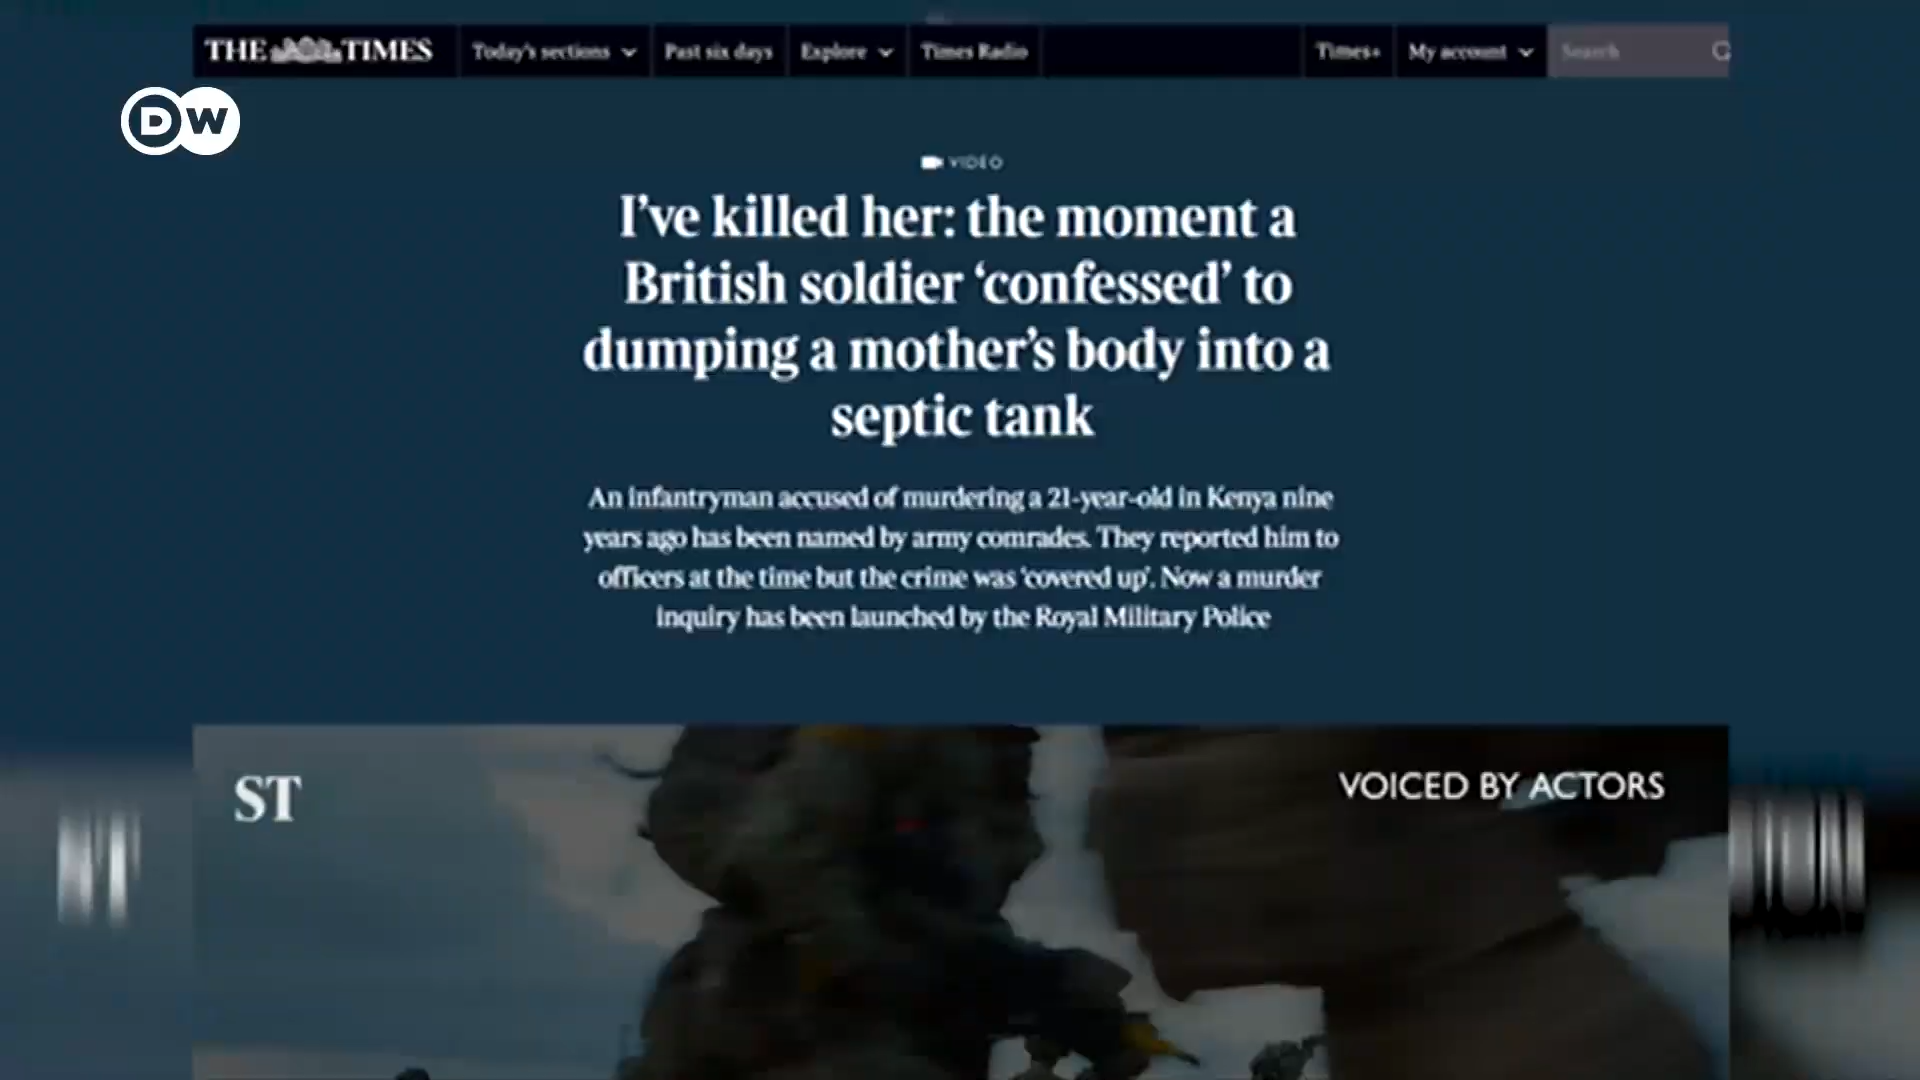 THE TIMES
Today's sections
Past six days
Explore
Times Radio
Times+
My account
Search
DW
VIDEO
I've killed her: the moment a
British soldier 'confessed' to
dumping a mother's body into a
septic tank
An infantryman accused of murdering a 21-year-old in Kenya nine
years ago has been named by army comrades. They reported him to
officers at the time but the crime was 'covered up'. Now a murder
inquiry has been launched by the Royal Military Police
ST
VOICED BY ACTORS